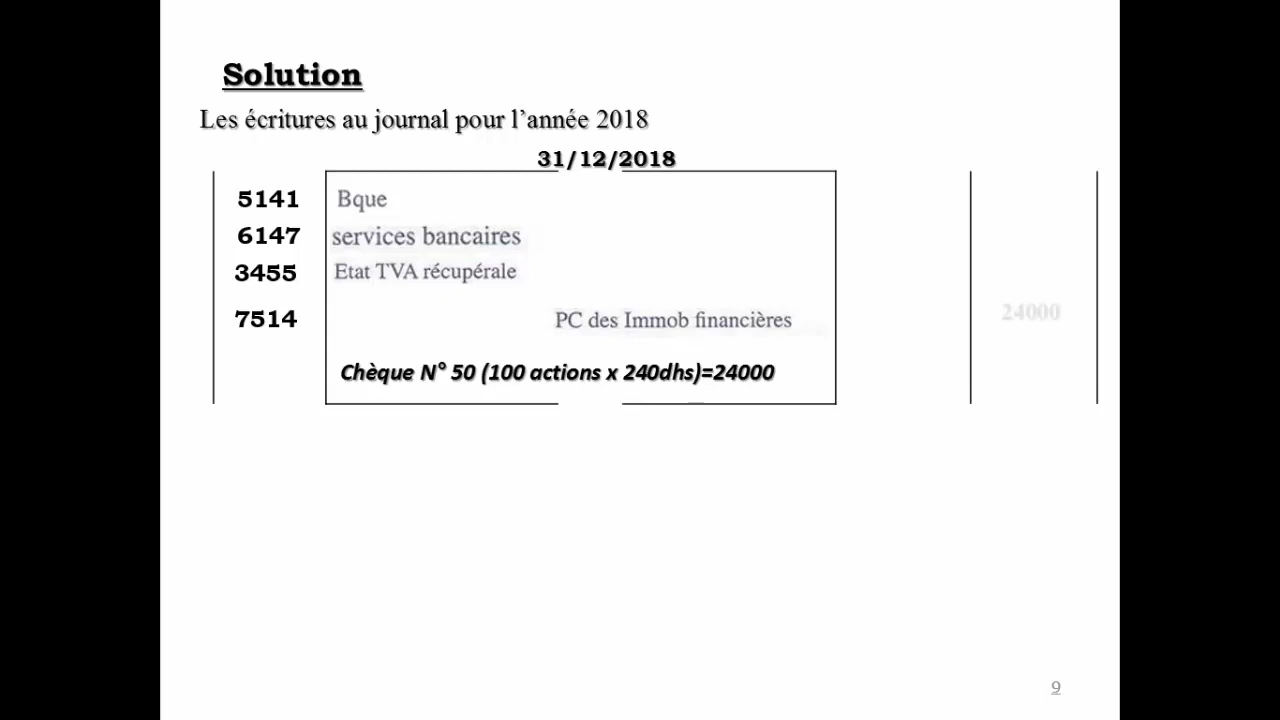 Solution
Les écritures au journal pour l’année 2018
31/12/2018
5141 Bque
6147 services bancaires
3455 Etat TVA récupérale
7514 PC des Immob financières 24000
Chèque N° 50 (100 actions x 240dhs)=24000
9